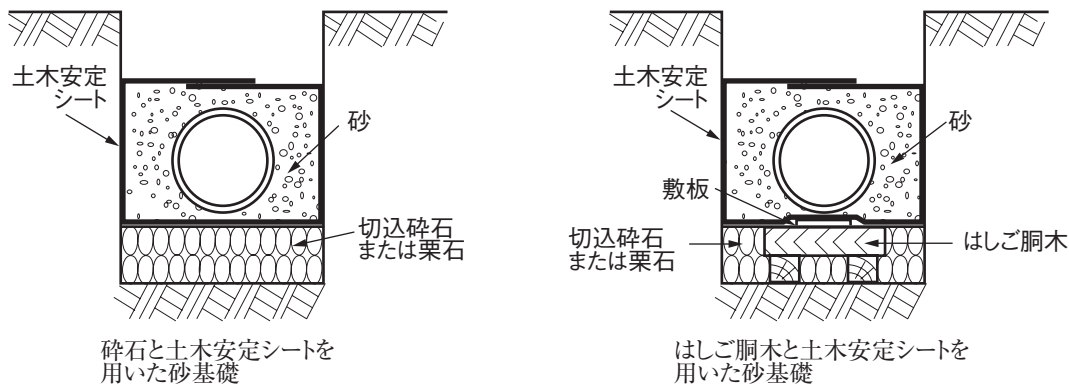 土木安定
シート
砂
切込砕石
または栗石
砕石と土木安定シートを
用いた砂基礎
土木安定
シート
砂
敷板
切込砕石
または栗石
はしご胴木
はしご胴木と土木安定シートを
用いた砂基礎